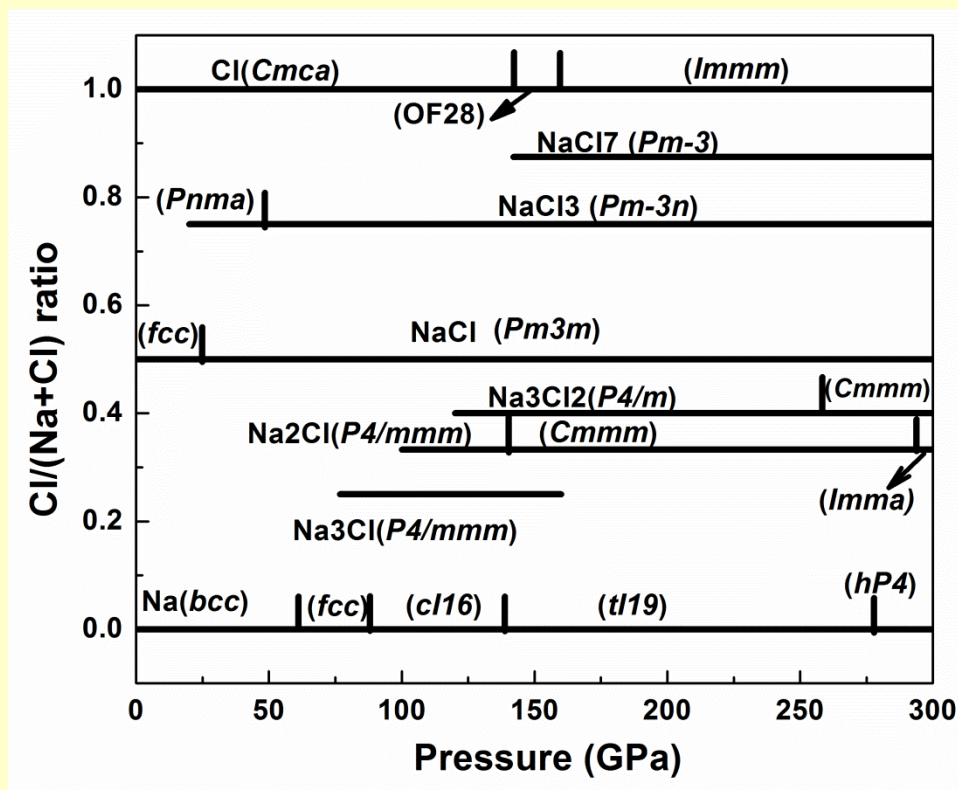 Cl(Cmca)
(Immm)
1.0
(OF28)
NaCl7 (Pm-3)
0.8
(Pnma)
NaCl3 (Pm-3n)
0.6
(fcc)
NaCl (Pm3m)
Na3Cl2(P4/m)
(Cmmm)
0.4
Na2Cl(P4/mmm)
(Cmmm)
(Imma)
0.2
Na3Cl(P4/mmm)
Na(bcc)
(fcc)
(cI16)
(tI19)
(hP4)
0.0
Cl/(Na+Cl) ratio
0 50 100 150 200 250 300
Pressure (GPa)